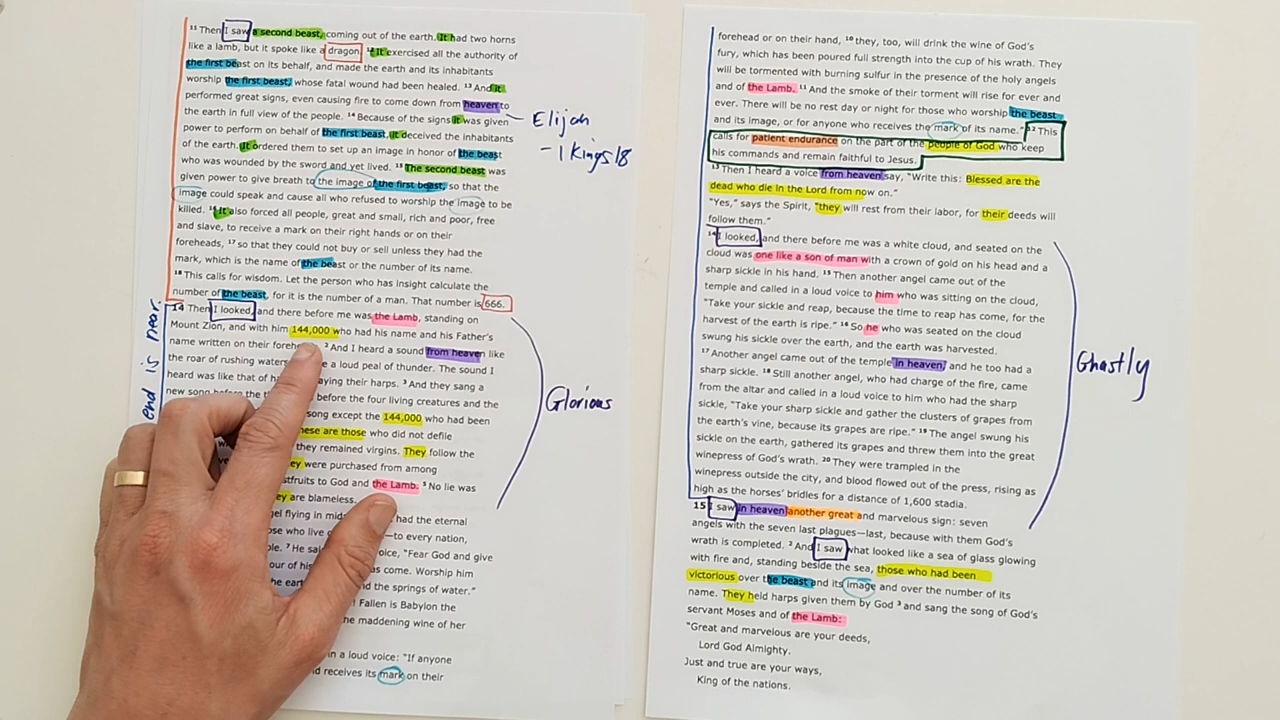 11 Then I saw a second beast, coming out of the earth. It had two horns
like a lamb, but it spoke like a dragon. 12 It exercised all the authority of
the first beast on its behalf, and made the earth and its inhabitants
worship the first beast, whose fatal wound had been healed. 13 And it
performed great signs, even causing fire to come down from heaven to
the earth in full view of the people. 14 Because of the signs it was given
power to perform on behalf of the first beast, it deceived the inhabitants
of the earth. It ordered them to set up an image in honor of the beast
who was wounded by the sword and yet lived. 15 The second beast was
given power to give breath to the image of the first beast, so that the
image could speak and cause all who refused to worship the image to be
killed. 16 It also forced all people, great and small, rich and poor, free
and slave, to receive a mark on their right hands or on their
foreheads, 17 so that they could not buy or sell unless they had the
mark, which is the name of the beast or the number of its name.
18 This calls for wisdom. Let the person who has insight calculate the
number of the beast, for it is the number of a man. That number is 666.
14 Then I looked, and there before me was the Lamb, standing on
Mount Zion, and with him 144,000 who had his name and his Father's
name written on their foreh 2 And I heard a sound from heaven like
the roar of rushing waters a loud peal of thunder. The sound I
heard was like that of ha aying their harps. 3 And they sang a
new song before the th before the four living creatures and the
song except the 144,000 who had been
ese are those who did not defile
they remained virgins. They follow the
ey were purchased from among
stfruits to God and the Lamb. 5 No lie was
ey are blameless.
gel flying in mid had the eternal
ose who live o —to every nation,
ple. 7 He sai oice, "Fear God and give
our of his as come. Worship him
the eart d the springs of water."
! Fallen is Babylon the
he maddening wine of her
in a loud voice: "If anyone
d receives its mark on their
Elijah
- 1 Kings 18
Glorious
end is near.
forehead or on their hand, 10 they, too, will drink the wine of God's
fury, which has been poured full strength into the cup of his wrath. They
will be tormented with burning sulfur in the presence of the holy angels
and of the Lamb. 11 And the smoke of their torment will rise for ever and
ever. There will be no rest day or night for those who worship the beast
and its image, or for anyone who receives the mark of its name." 12 This
calls for patient endurance on the part of the people of God who keep
his commands and remain faithful to Jesus.
13 Then I heard a voice from heaven say, "Write this: Blessed are the
dead who die in the Lord from now on."
"Yes," says the Spirit, "they will rest from their labor, for their deeds will
follow them."
14 I looked, and there before me was a white cloud, and seated on the
cloud was one like a son of man with a crown of gold on his head and a
sharp sickle in his hand. 15 Then another angel came out of the
temple and called in a loud voice to him who was sitting on the cloud,
"Take your sickle and reap, because the time to reap has come, for the
harvest of the earth is ripe." 16 So he who was seated on the cloud
swung his sickle over the earth, and the earth was harvested.
17 Another angel came out of the temple in heaven, and he too had a
sharp sickle. 18 Still another angel, who had charge of the fire, came
from the altar and called in a loud voice to him who had the sharp
sickle, "Take your sharp sickle and gather the clusters of grapes from
the earth's vine, because its grapes are ripe." 19 The angel swung his
sickle on the earth, gathered its grapes and threw them into the great
winepress of God's wrath. 20 They were trampled in the
winepress outside the city, and blood flowed out of the press, rising as
high as the horses' bridles for a distance of 1,600 stadia.
15 I saw in heaven another great and marvelous sign: seven
angels with the seven last plagues—last, because with them God's
wrath is completed. 2 And I saw what looked like a sea of glass glowing
with fire and, standing beside the sea, those who had been
victorious over the beast and its image and over the number of its
name. They held harps given them by God 3 and sang the song of God's
servant Moses and of the Lamb:
"Great and marvelous are your deeds,
Lord God Almighty.
Just and true are your ways,
King of the nations.
Ghastly